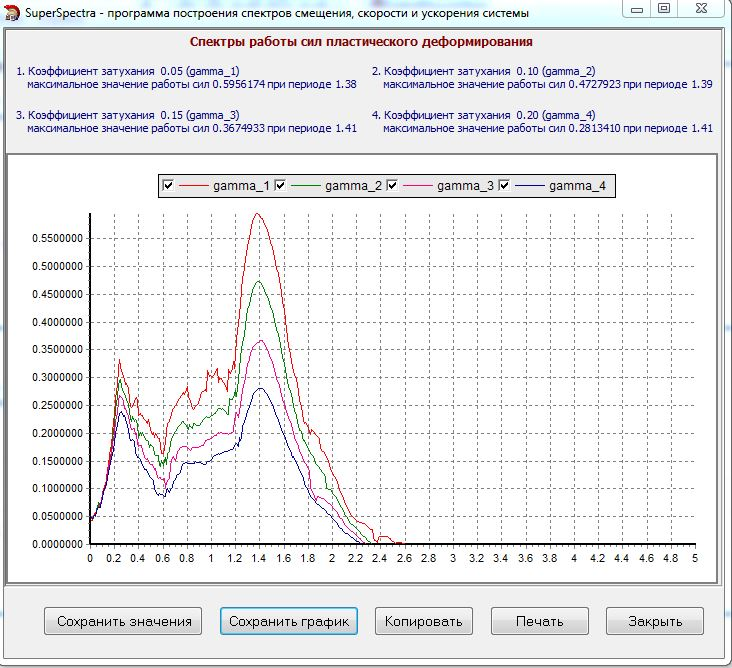 SuperSpectra - программа построения спектров смещения, скорости и ускорения системы
Спектры работы сил пластического деформирования
1. Коэффициент затухания 0.05 (gamma_1)
максимальное значение работы сил 0.5956174 при периоде 1.38
2. Коэффициент затухания 0.10 (gamma_2)
максимальное значение работы сил 0.4727923 при периоде 1.39
3. Коэффициент затухания 0.15 (gamma_3)
максимальное значение работы сил 0.3674933 при периоде 1.41
4. Коэффициент затухания 0.20 (gamma_4)
максимальное значение работы сил 0.2813410 при периоде 1.41
gamma_1 gamma_2 gamma_3 gamma_4
0.5500000
0.5000000
0.4500000
0.4000000
0.3500000
0.3000000
0.2500000
0.2000000
0.1500000
0.1000000
0.0500000
0.0000000
0 0.2 0.4 0.6 0.8 1 1.2 1.4 1.6 1.8 2 2.2 2.4 2.6 2.8 3 3.2 3.4 3.6 3.8 4 4.2 4.4 4.6 4.8 5
Сохранить значения Сохранить график Копировать Печать Закрыть